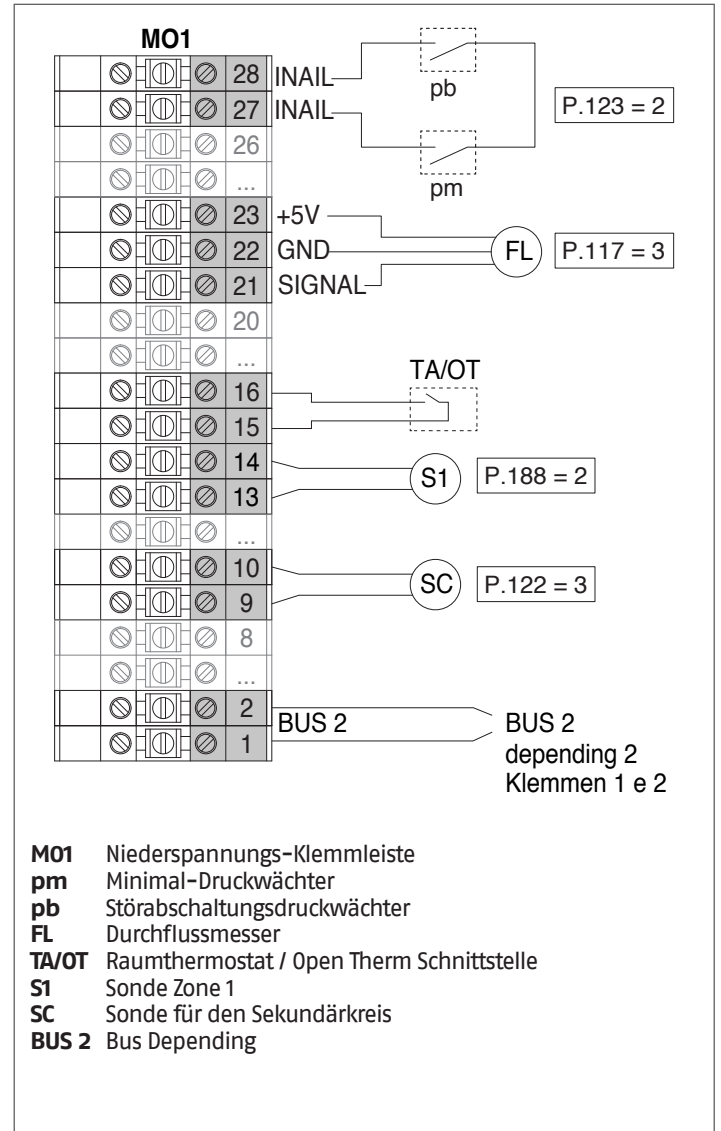 MO1
28 INAIL
pb
27 INAIL
P.123 = 2
26
...
pm
23 +5V
22 GND
FL
P.117 = 3
21 SIGNAL
20
...
TA/OT
16
15
14
S1
P.188 = 2
13
...
10
SC
P.122 = 3
9
8
...
2
BUS 2
1
BUS 2
depending 2
Klemmen 1 e 2
MO1 Niederspannungs-Klemmleiste
pm Minimal-Druckwächter
pb Störabschaltungsdruckwächter
FL Durchflussmesser
TA/OT Raumthermostat / Open Therm Schnittstelle
S1 Sonde Zone 1
SC Sonde für den Sekundärkreis
BUS 2 Bus Depending